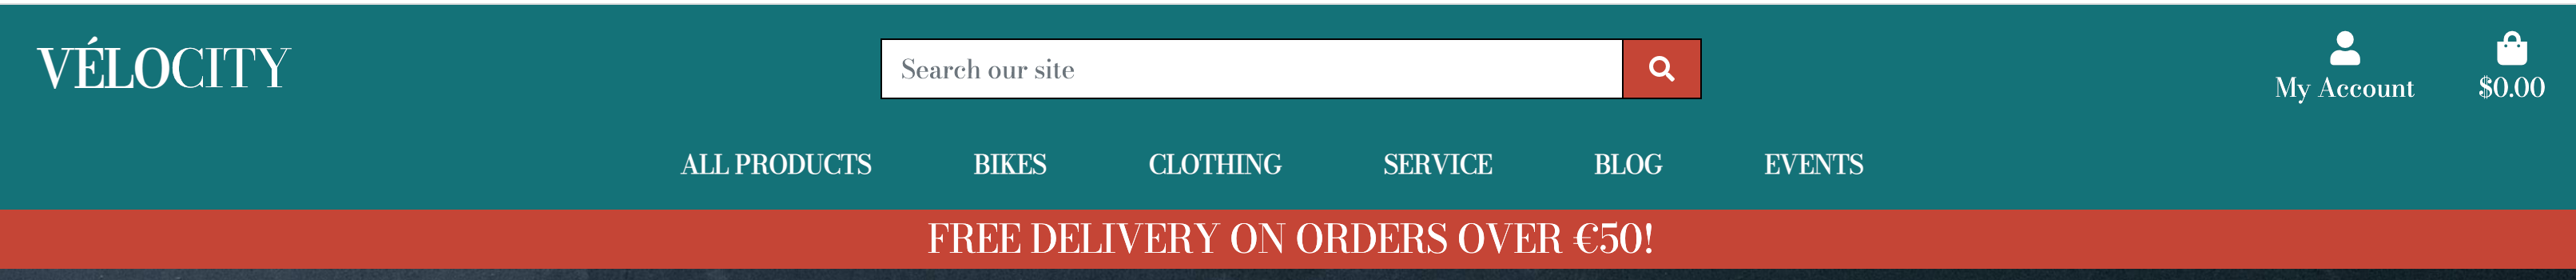 VÉLOCITY
Search our site
My Account
$0.00
ALL PRODUCTS
BIKES
CLOTHING
SERVICE
BLOG
EVENTS
FREE DELIVERY ON ORDERS OVER €50!